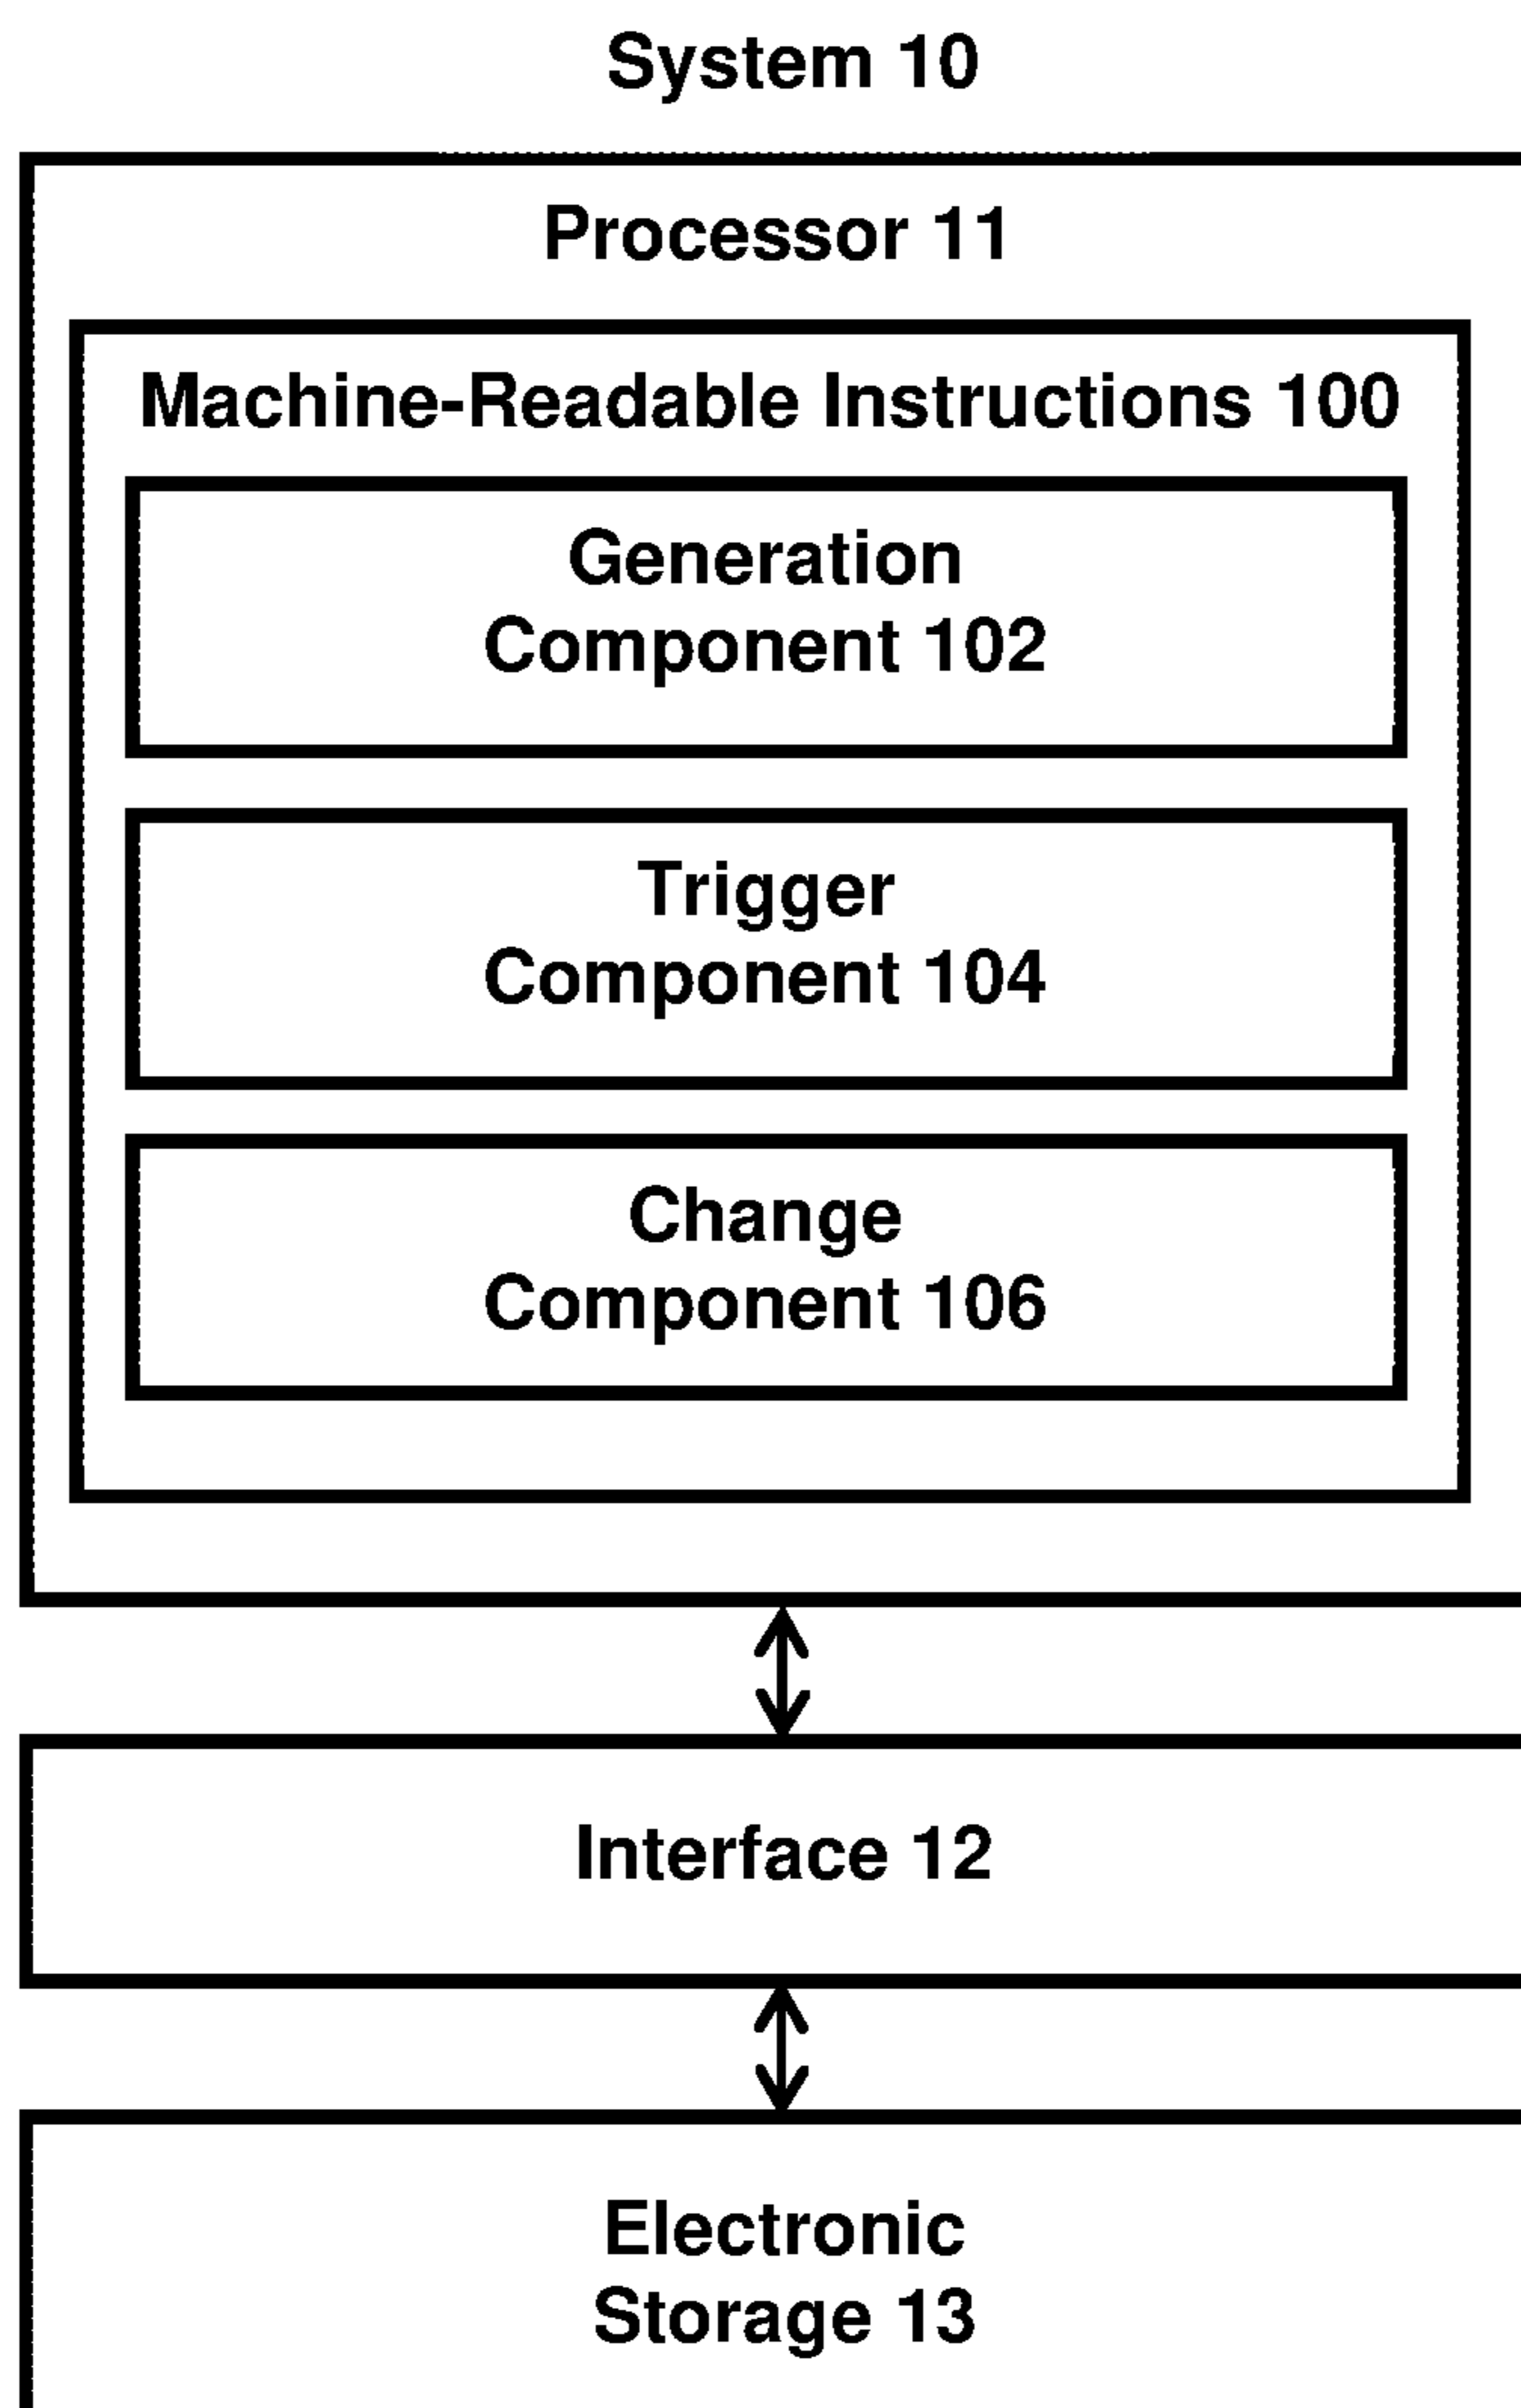 System 10
Processor 11
Machine-Readable Instructions 100
Generation
Component 102
Trigger
Component 104
Change
Component 106
Interface 12
Electronic
Storage 13